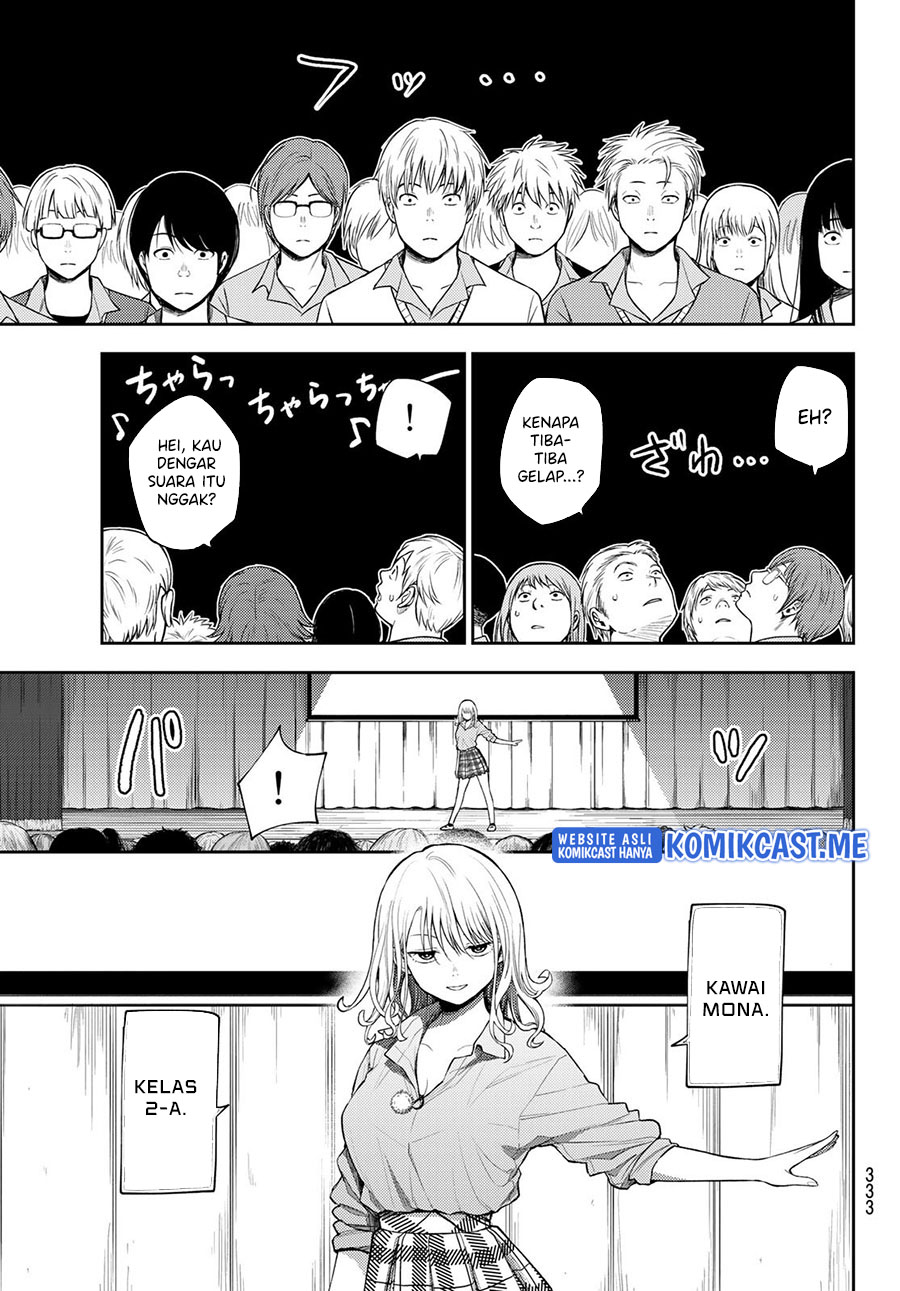 フッ...
EH?
KENAPA
TIBA-
TIBA
GELAP...?
ざわ...
!
ちゃらっちゃー
ちゃらっ
♪
♪
HEI, KAU
DENGAR
SUARA ITU
NGGAK?
パッ
!
WEBSITE ASLI
KOMIKCAST HANYA
KOMIKCAST.ME
KAWAI
MONA.
KELAS
2-A.
333